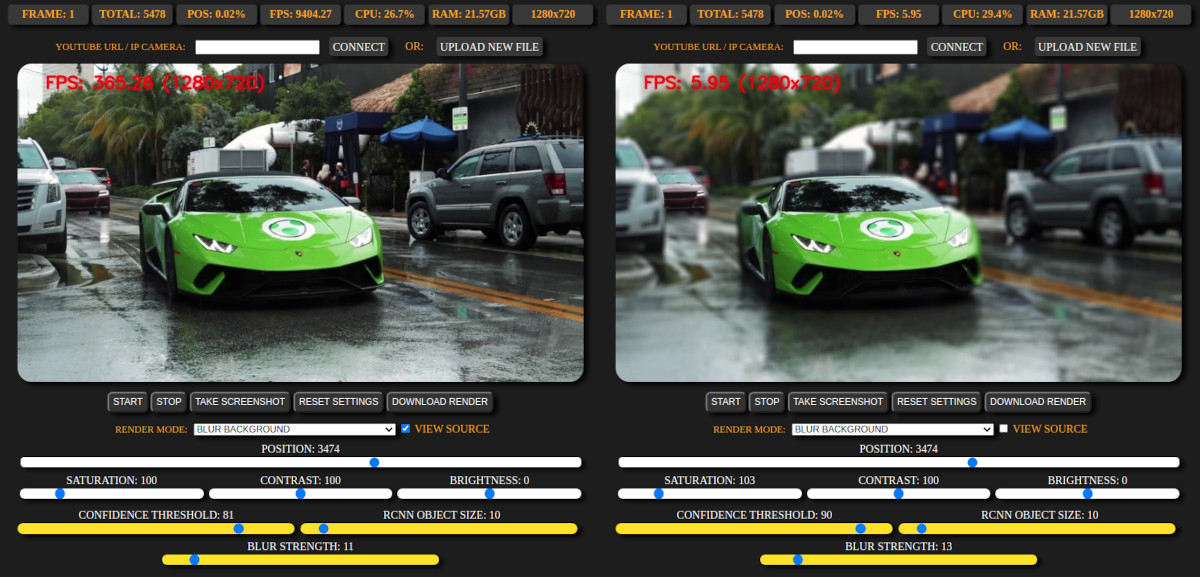 FRAME: 1 TOTAL: 5478 POS: 0.02% FPS: 9404.27 CPU: 26.7% RAM: 21.57GB 1280x720
YOUTUBE URL / IP CAMERA: CONNECT OR: UPLOAD NEW FILE
FPS: 365.26 (1280x720)
START STOP TAKE SCREENSHOT RESET SETTINGS DOWNLOAD RENDER
RENDER MODE: BLUR BACKGROUND VIEW SOURCE
POSITION: 3474
SATURATION: 100 CONTRAST: 100 BRIGHTNESS: 0
CONFIDENCE THRESHOLD: 81 RCNN OBJECT SIZE: 10
BLUR STRENGTH: 11
FRAME: 1 TOTAL: 5478 POS: 0.02% FPS: 5.95 CPU: 29.4% RAM: 21.57GB 1280x720
YOUTUBE URL / IP CAMERA: CONNECT OR: UPLOAD NEW FILE
FPS: 5.95 (1280x720)
START STOP TAKE SCREENSHOT RESET SETTINGS DOWNLOAD RENDER
RENDER MODE: BLUR BACKGROUND VIEW SOURCE
POSITION: 3474
SATURATION: 103 CONTRAST: 100 BRIGHTNESS: 0
CONFIDENCE THRESHOLD: 90 RCNN OBJECT SIZE: 10
BLUR STRENGTH: 13